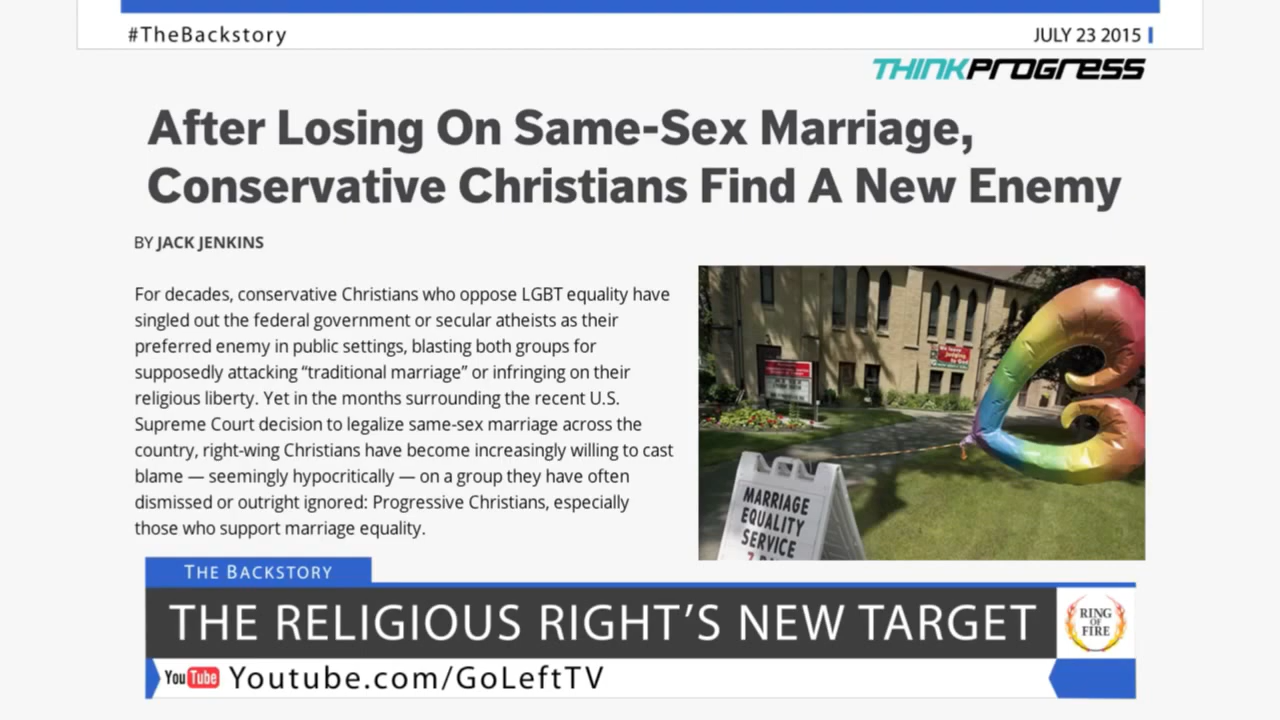 #TheBackstory
JULY 23 2015
THINKPROGRESS
After Losing On Same-Sex Marriage,
Conservative Christians Find A New Enemy
BY JACK JENKINS
For decades, conservative Christians who oppose LGBT equality have
singled out the federal government or secular atheists as their
preferred enemy in public settings, blasting both groups for
supposedly attacking “traditional marriage” or infringing on their
religious liberty. Yet in the months surrounding the recent U.S.
Supreme Court decision to legalize same-sex marriage across the
country, right-wing Christians have become increasingly willing to cast
blame — seemingly hypocritically — on a group they have often
dismissed or outright ignored: Progressive Christians, especially
those who support marriage equality.
MARRIAGE
EQUALITY
SERVICE
THE BACKSTORY
THE RELIGIOUS RIGHT’S NEW TARGET
RING
OF
FIRE
YouTube Youtube.com/GoLeftTV